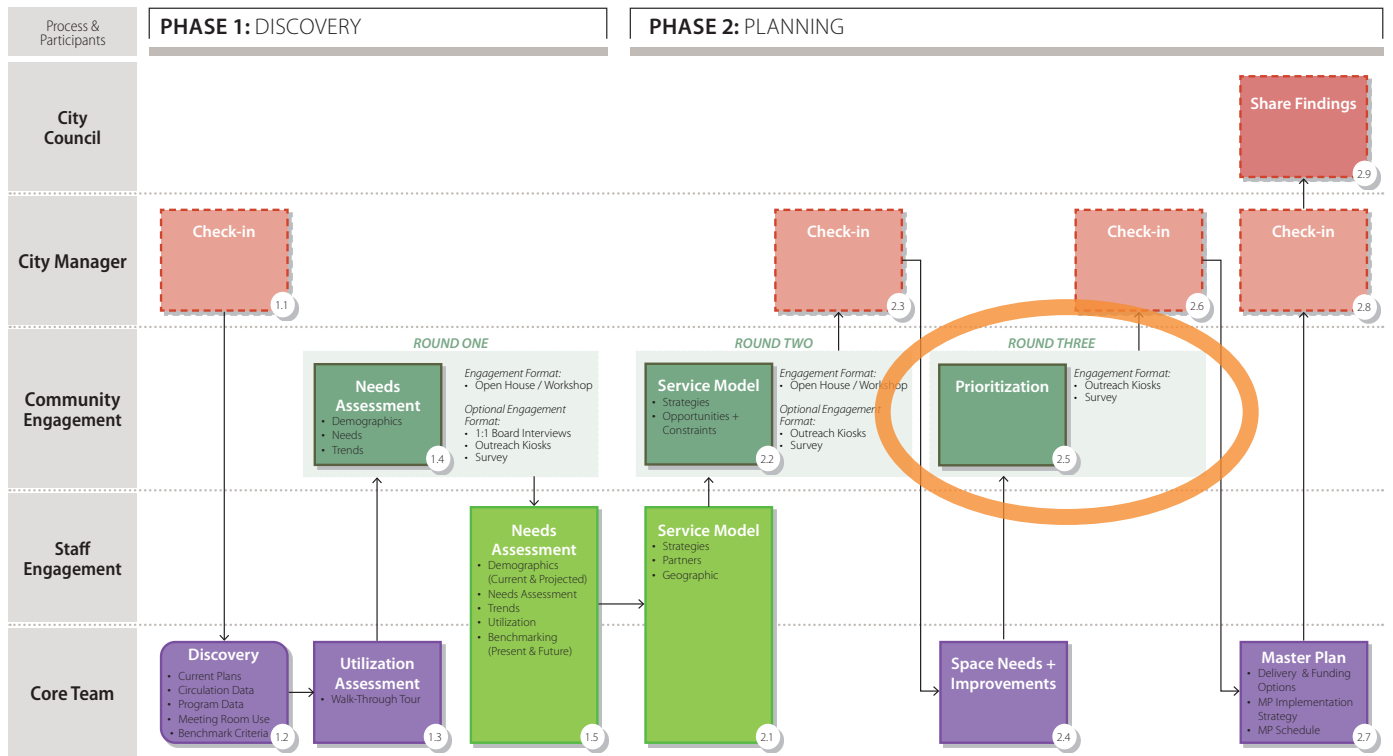 Process &
Participants
PHASE 1: DISCOVERY
PHASE 2: PLANNING
City
Council
Share Findings
2.9
City Manager
Check-in
1.1
Check-in
2.3
Check-in
2.6
Check-in
2.8
Community
Engagement
ROUND ONE
Needs
Assessment
• Demographics
• Needs
• Trends
1.4
Engagement Format:
• Open House / Workshop
Optional Engagement
Format:
• 1:1 Board Interviews
• Outreach Kiosks
• Survey
ROUND TWO
Service Model
• Strategies
• Opportunities +
Constraints
2.2
Engagement Format:
• Open House / Workshop
Optional Engagement
Format:
• Outreach Kiosks
• Survey
ROUND THREE
Prioritization
2.5
Engagement Format:
• Outreach Kiosks
• Survey
Staff
Engagement
Needs
Assessment
• Demographics
(Current & Projected)
• Needs Assessment
• Trends
• Utilization
• Benchmarking
(Present & Future)
1.5
Service Model
• Strategies
• Partners
• Geographic
2.1
Core Team
Discovery
• Current Plans
• Circulation Data
• Program Data
• Meeting Room Use
• Benchmark Criteria
1.2
Utilization
Assessment
• Walk-Through Tour
1.3
Space Needs +
Improvements
2.4
Master Plan
• Delivery & Funding
Options
• MP Implementation
Strategy
• MP Schedule
2.7